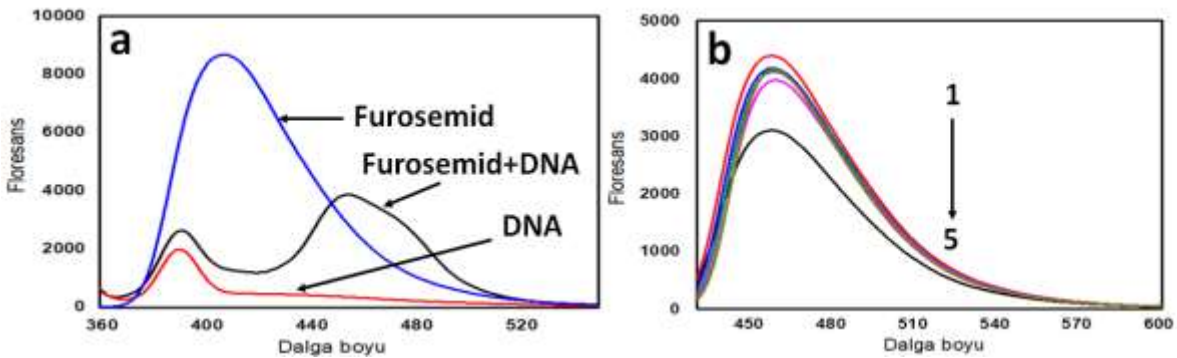 a
10000
8000
6000
4000
2000
0
Floresans
Furosemid
Furosemid+DNA
DNA
360 400 440 480 520
Dalga boyu
b
5000
4000
3000
2000
1000
0
Floresans
1
5
450 480 510 540 570 600
Dalga boyu